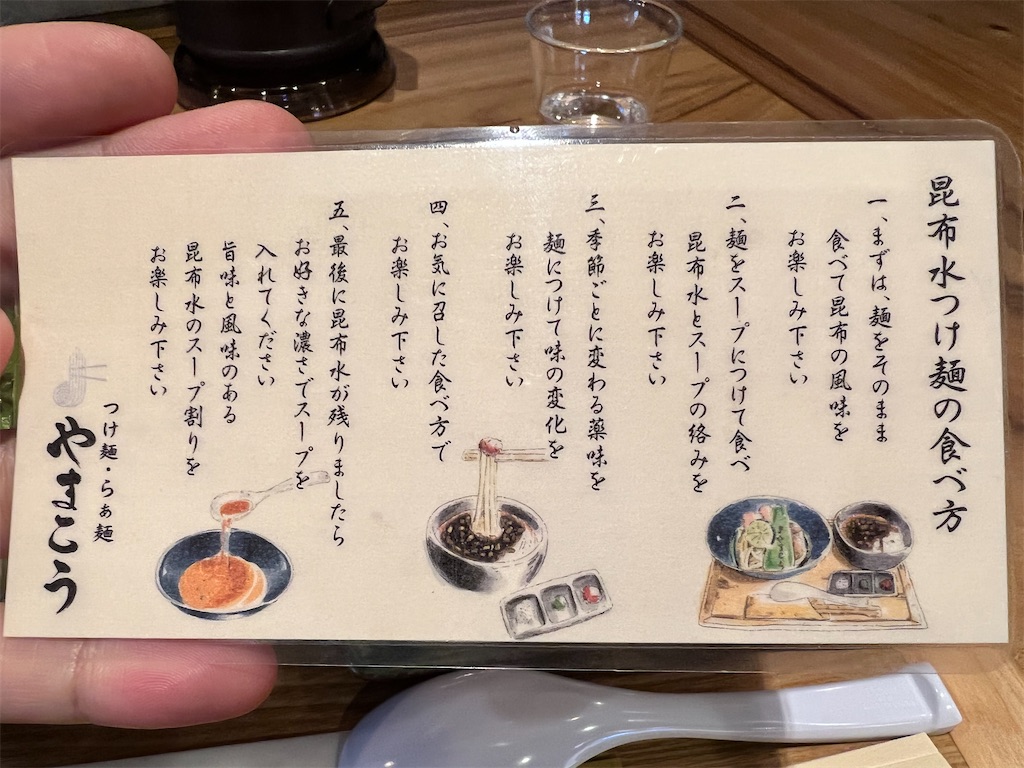 昆布水つけ麺の食べ方
一、まずは、麺をそのまま
食べて昆布の風味を
お楽しみ下さい
二、麺をスープにつけて食べ
昆布水とスープの絡みを
お楽しみ下さい
三、季節ごとに変わる薬味を
麺につけて味の変化を
お楽しみ下さい
四、お気に召した食べ方で
お楽しみ下さい
五、最後に昆布水が残りましたら
お好きな濃さでスープを
入れてください
旨味と風味のある
昆布水のスープ割りを
お楽しみ下さい
つけ麺・らぁ麺
やまこう